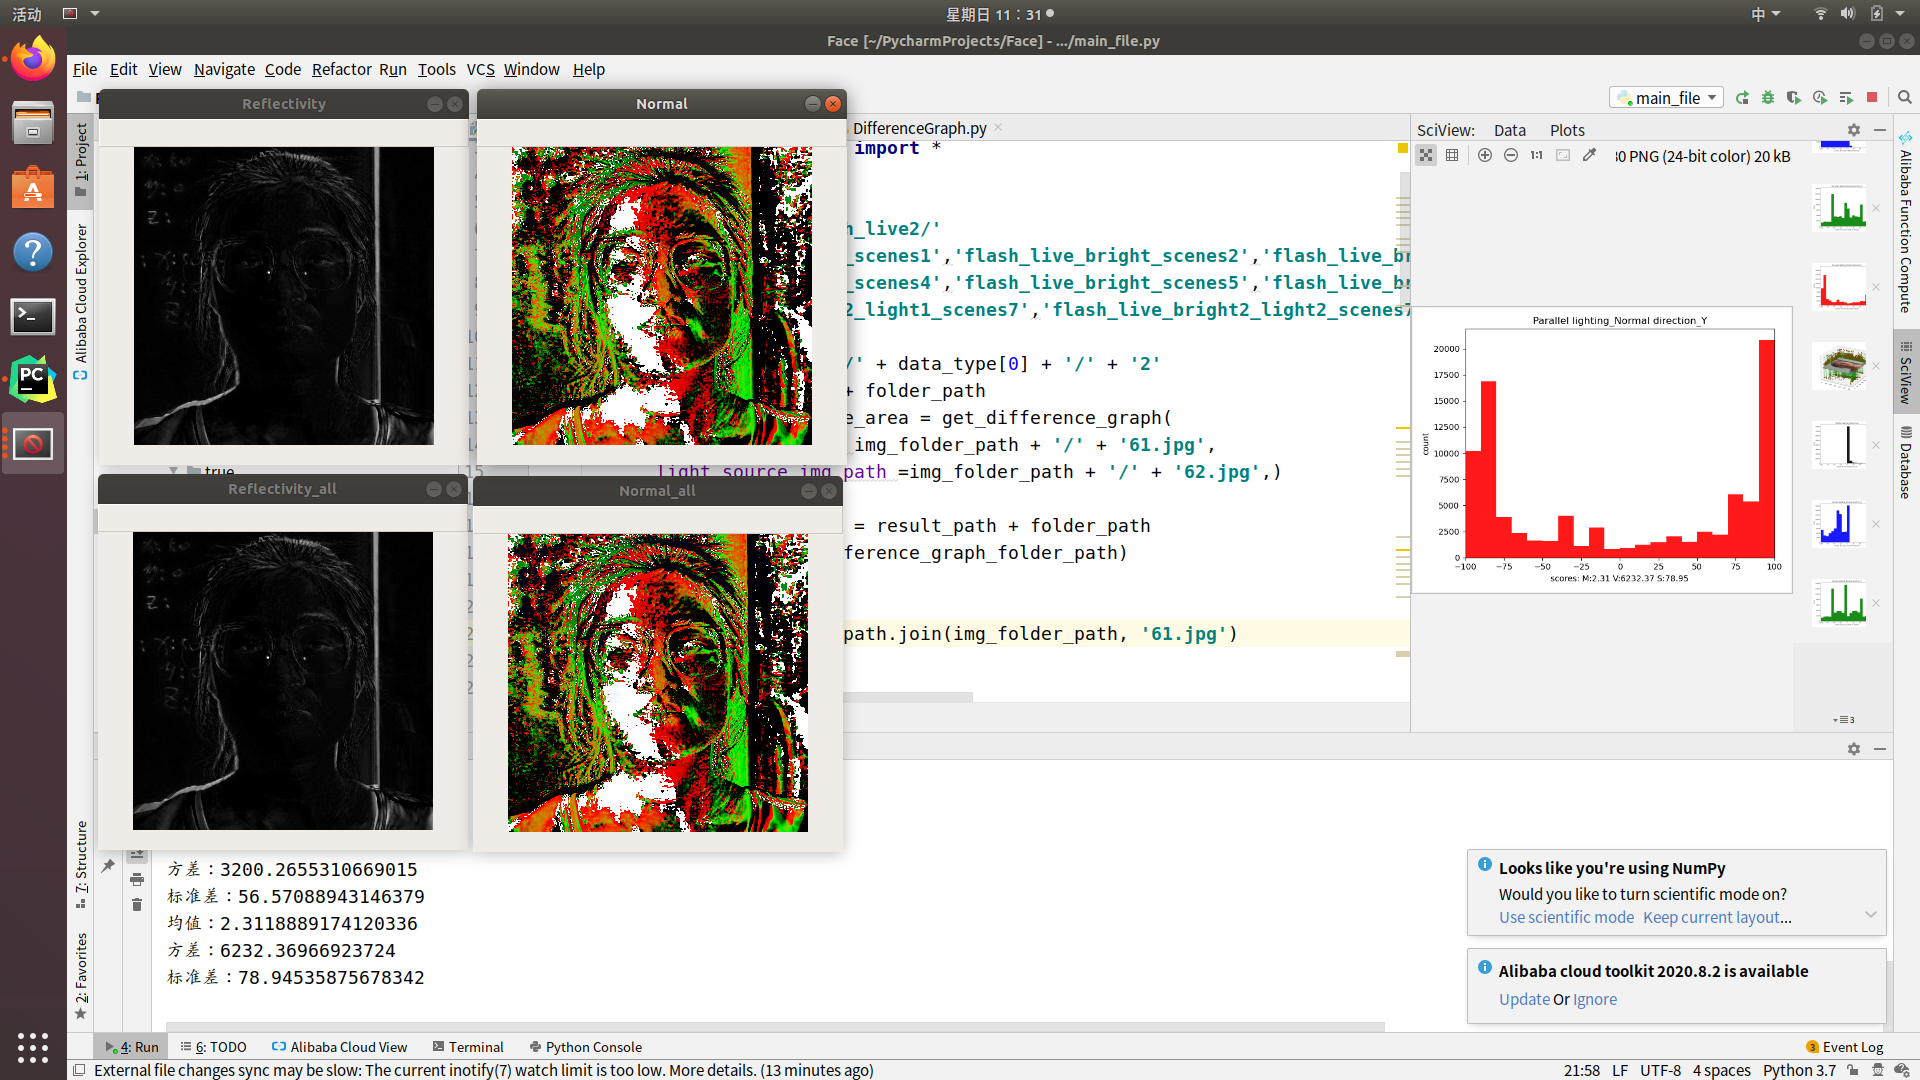 活动
星期日 11：31
中
Face [~/PycharmProjects/Face] - .../main_file.py
File Edit View Navigate Code Refactor Run Tools VCS Window Help
main_file
Reflectivity
Normal
DifferenceGraph.py
SciView: Data Plots
1:1
30 PNG (24-bit color) 20 kB
import *
h_live2/'
_scenes1','flash_live_bright_scenes2','flash_live_br
_scenes4','flash_live_bright_scenes5','flash_live_br
2_light1_scenes7','flash_live_bright2_light2_scenes7
/' + data_type[0] + '/' + '2'
+ folder_path
e_area = get_difference_graph(
img_folder_path + '/' + '61.jpg',
true
15
light_source_img_path =img_folder_path + '/' + '62.jpg',)
= result_path + folder_path
ference_graph_folder_path)
path.join(img_folder_path, '61.jpg')
Reflectivity_all
Normal_all
Parallel lighting_Normal direction_Y
20000
17500
15000
12500
10000
7500
5000
2500
0
count
−100 −75 −50 −25 0 25 50 75 100
scores: M:2.31 V:6232.37 S:78.95
3
1: Project
Alibaba Cloud Explorer
7: Structure
2: Favorites
Alibaba Function Compute
SciView
Database
方差：3200.2655310669015
标准差：56.57088943146379
均值：2.3118889174120336
方差：6232.36966923724
标准差：78.94535875678342
Looks like you're using NumPy
Would you like to turn scientific mode on?
Use scientific mode Keep current layout...
Alibaba cloud toolkit 2020.8.2 is available
Update Or Ignore
4: Run 6: TODO Alibaba Cloud View Terminal Python Console
3 Event Log
External file changes sync may be slow: The current inotify(7) watch limit is too low. More details. (13 minutes ago)
21:58 LF UTF-8 4 spaces Python 3.7